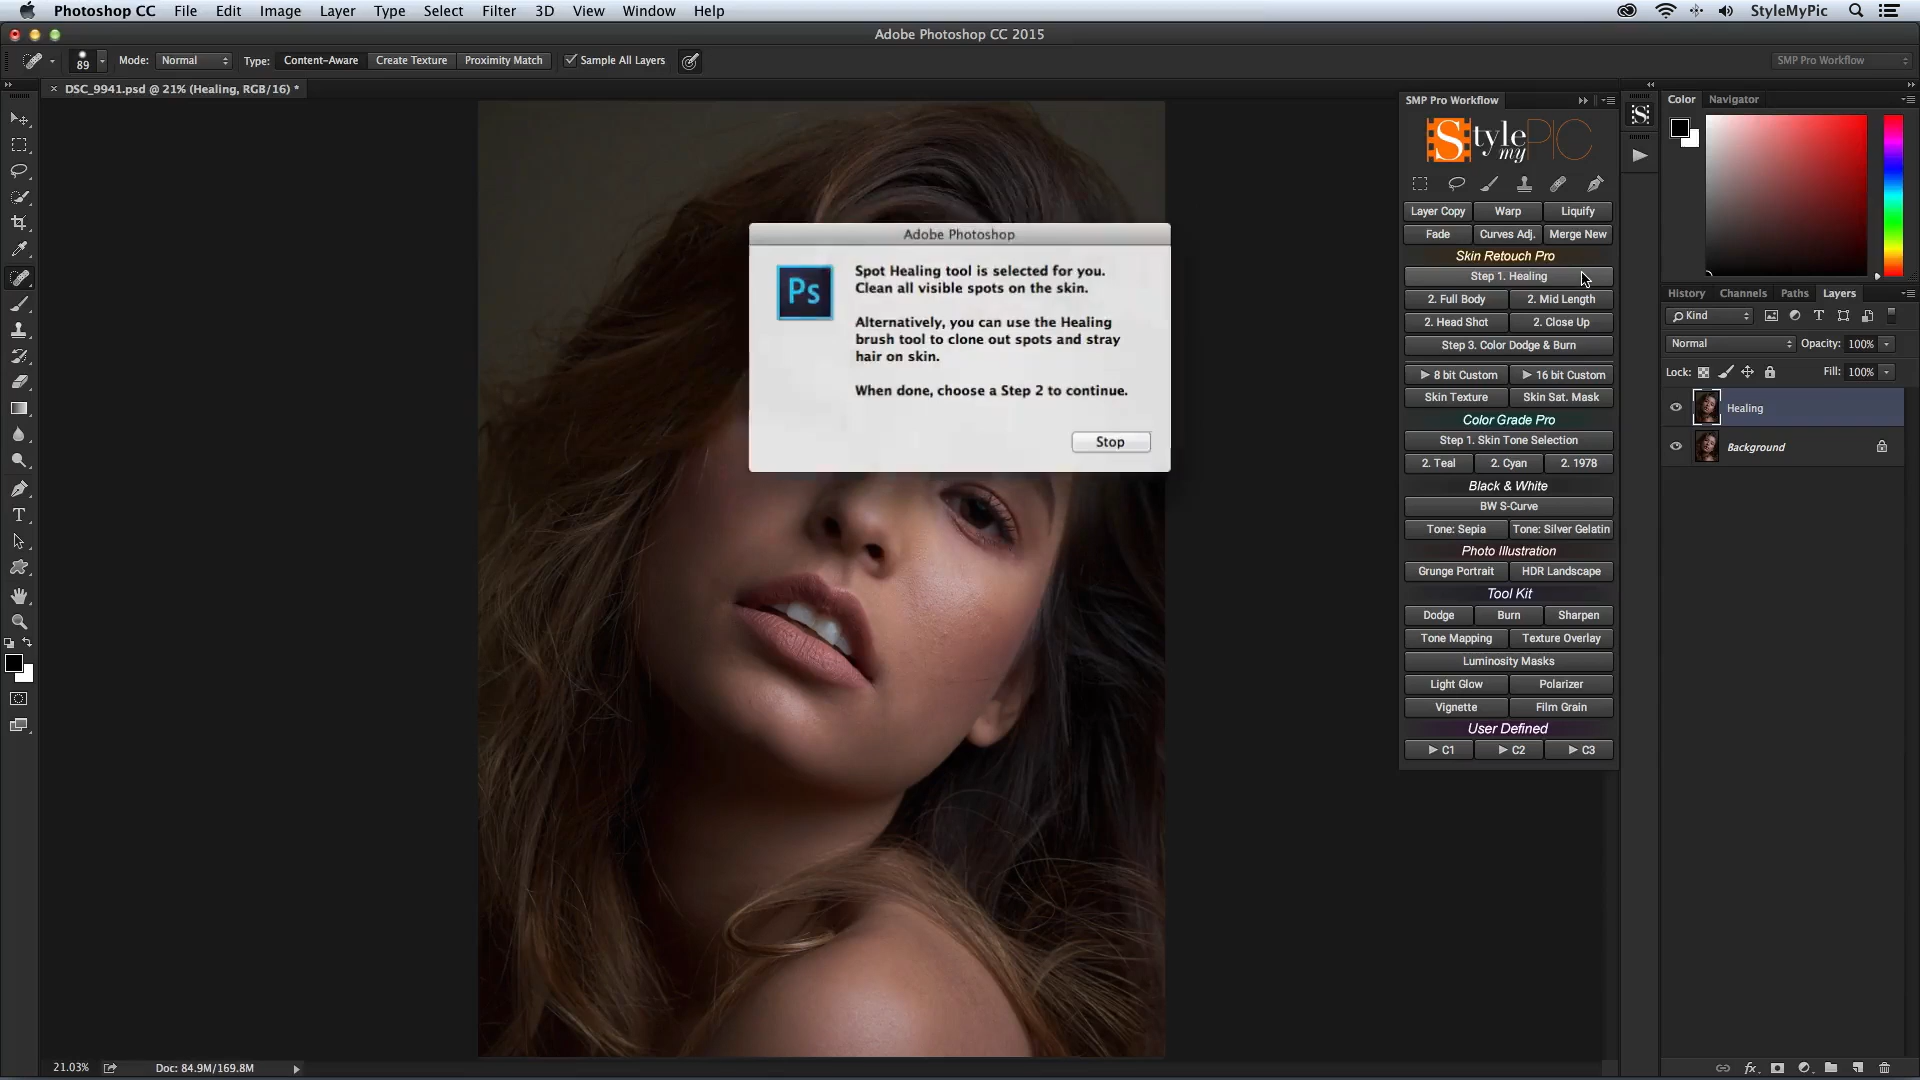 Photoshop CC File Edit Image Layer Type Select Filter 3D View Window Help StyleMyPic
Adobe Photoshop CC 2015
89 Mode: Normal Type: Content-Aware Create Texture Proximity Match Sample All Layers SMP Pro Workflow
DSC_9941.psd @ 21% (Healing, RGB/16) *
SMP Pro Workflow
Style my PIC
Layer Copy Warp Liquify
Fade Curves Adj. Merge New
Skin Retouch Pro
Step 1. Healing
2. Full Body 2. Mid Length
2. Head Shot 2. Close Up
Step 3. Color Dodge & Burn
8 bit Custom 16 bit Custom
Skin Texture Skin Sat. Mask
Color Grade Pro
Step 1. Skin Tone Selection
2. Teal 2. Cyan 2. 1978
Black & White
BW S-Curve
Tone: Sepia Tone: Silver Gelatin
Photo Illustration
Grunge Portrait HDR Landscape
Tool Kit
Dodge Burn Sharpen
Tone Mapping Texture Overlay
Luminosity Masks
Light Glow Polarizer
Vignette Film Grain
User Defined
C1 C2 C3
Adobe Photoshop
Ps
Spot Healing tool is selected for you.
Clean all visible spots on the skin.
Alternatively, you can use the Healing
brush tool to clone out spots and stray
hair on skin.
When done, choose a Step 2 to continue.
Stop
Color Navigator
History Channels Paths Layers
Kind
Normal Opacity: 100%
Lock: Fill: 100%
Healing
Background
21.03% Doc: 84.9M/169.8M